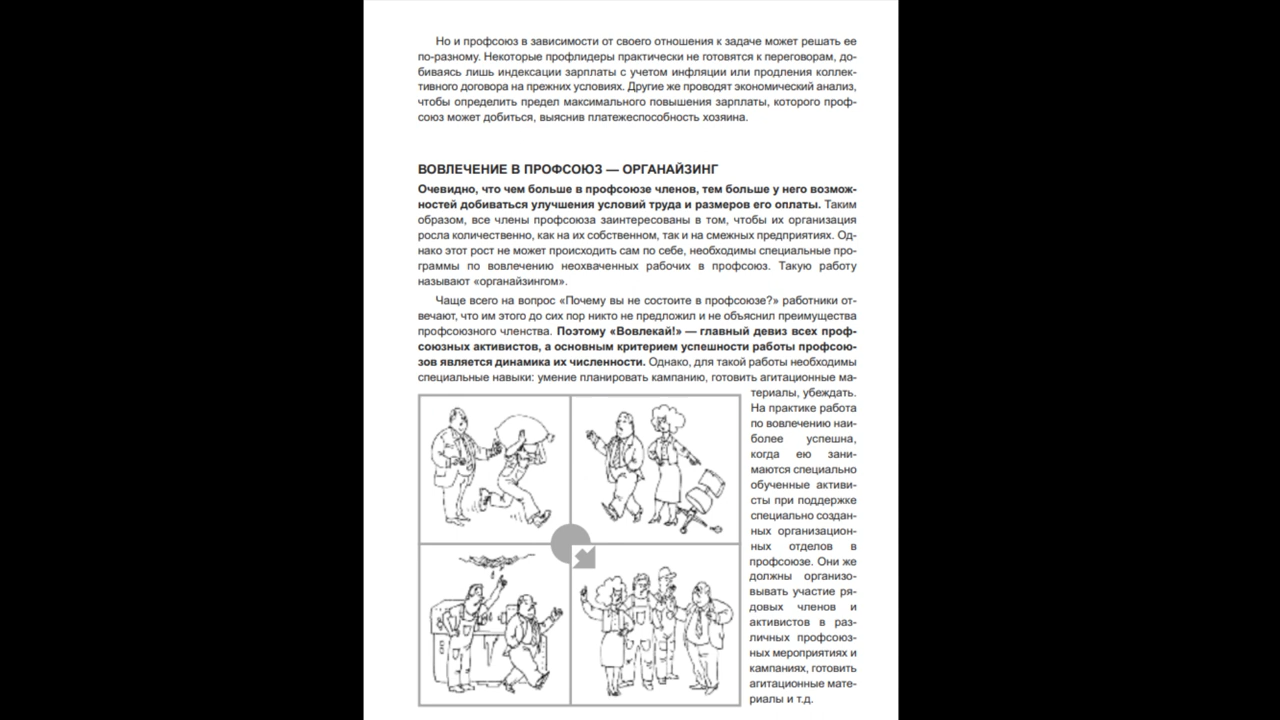 Но и профсоюз в зависимости от своего отношения к задаче может решать ее
по-разному. Некоторые профлидеры практически не готовятся к переговорам, до-
биваясь лишь индексации зарплаты с учетом инфляции или продления коллек-
тивного договора на прежних условиях. Другие же проводят экономический анализ,
чтобы определить предел максимального повышения зарплаты, которого проф-
союз может добиться, выяснив платежеспособность хозяина.
ВОВЛЕЧЕНИЕ В ПРОФСОЮЗ — ОРГАНАЙЗИНГ
Очевидно, что чем больше в профсоюзе членов, тем больше у него возмож-
ностей добиваться улучшения условий труда и размеров его оплаты. Таким
образом, все члены профсоюза заинтересованы в том, чтобы их организация
росла количественно, как на их собственном, так и на смежных предприятиях. Од-
нако этот рост не может происходить сам по себе, необходимы специальные про-
граммы по вовлечению неохваченных рабочих в профсоюз. Такую работу
называют «органайзингом».
Чаще всего на вопрос «Почему вы не состоите в профсоюзе?» работники от-
вечают, что им этого до сих пор никто не предложил и не объяснил преимущества
профсоюзного членства. Поэтому «Вовлекай!» — главный девиз всех проф-
союзных активистов, а основным критерием успешности работы профсою-
зов является динамика их численности. Однако, для такой работы необходимы
специальные навыки: умение планировать кампанию, готовить агитационные ма-
териалы, убеждать.
На практике работа
по вовлечению наи-
более успешна,
когда ею зани-
маются специально
обученные активи-
сты при поддержке
специально создан-
ных организацион-
ных отделов в
профсоюзе. Они же
должны организо-
вывать участие ря-
довых членов и
активистов в раз-
личных профсоюз-
ных мероприятиях и
кампаниях, готовить
агитационные мате-
риалы и т.д.